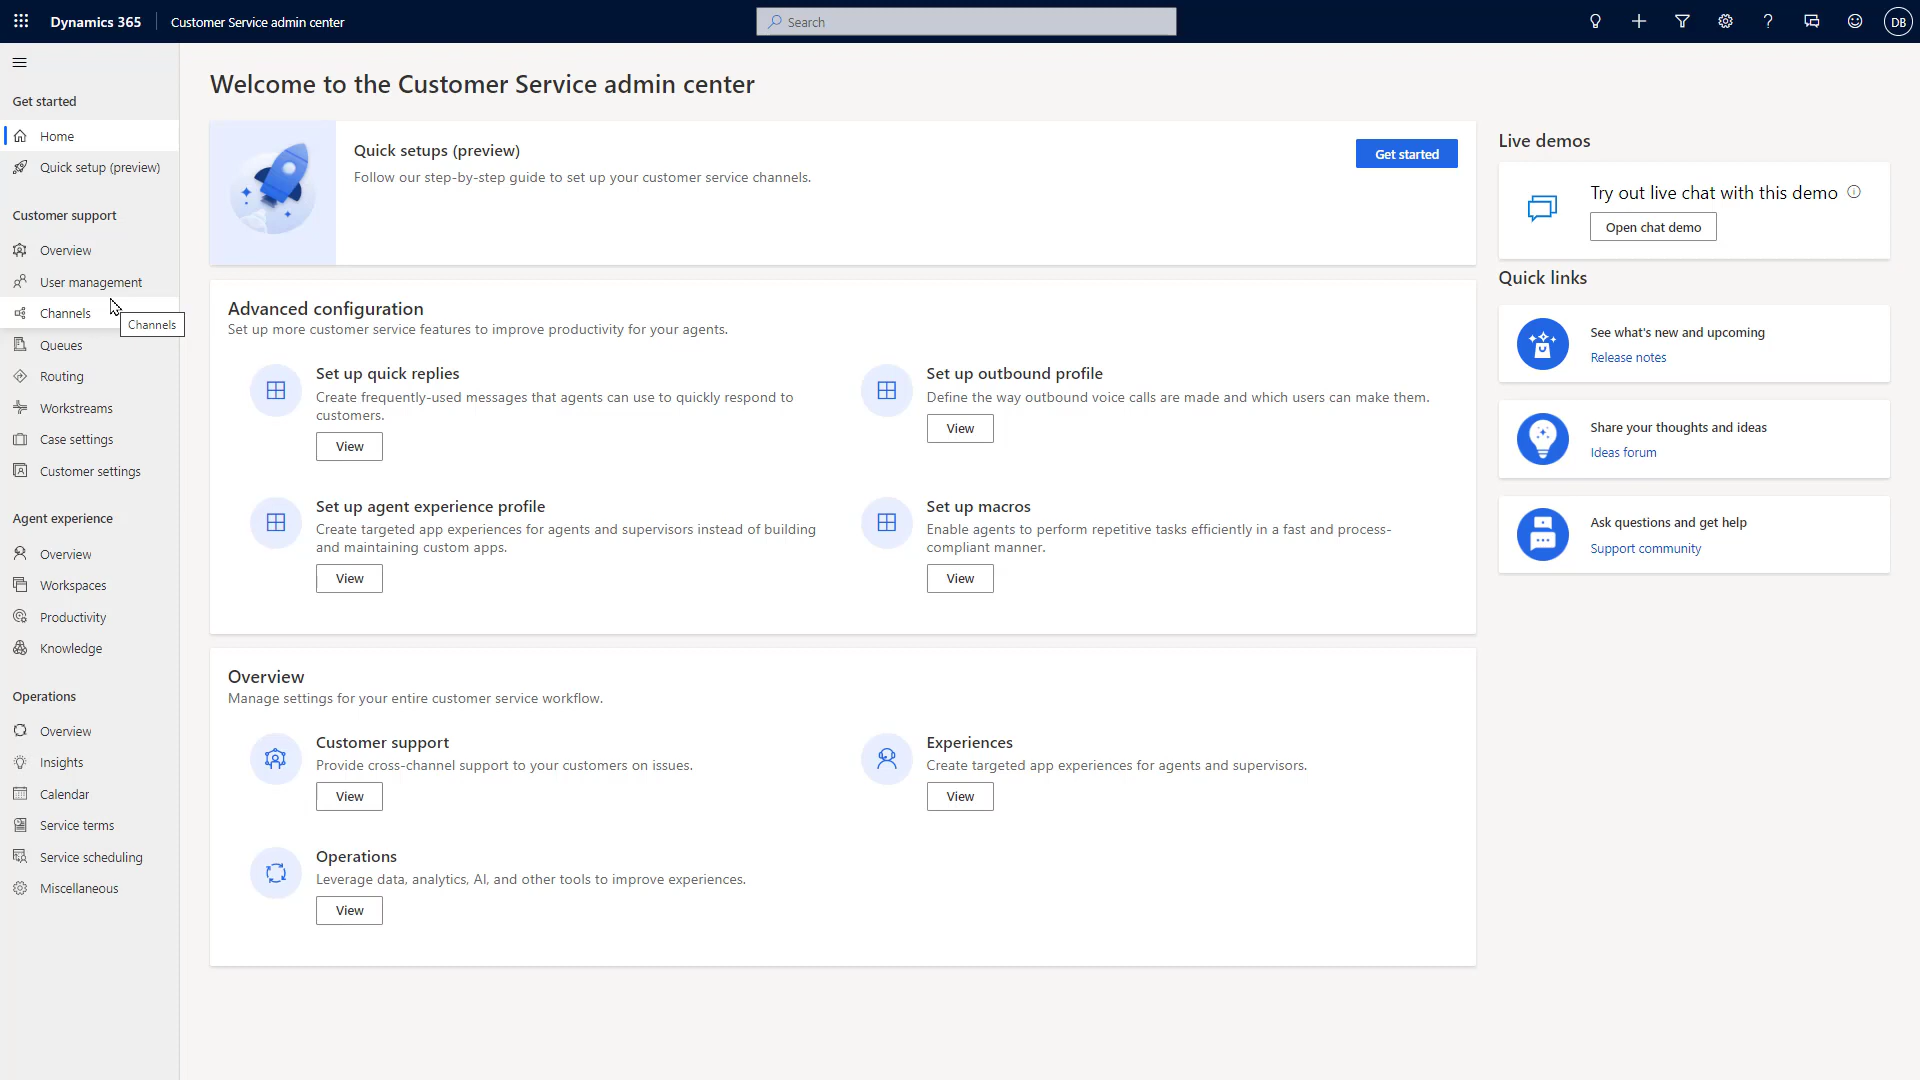 Dynamics 365
Customer Service admin center
Search
DB
Get started
Home
Quick setup (preview)
Customer support
Overview
User management
Channels
Channels
Queues
Routing
Workstreams
Case settings
Customer settings
Agent experience
Overview
Workspaces
Productivity
Knowledge
Operations
Overview
Insights
Calendar
Service terms
Service scheduling
Miscellaneous
Welcome to the Customer Service admin center
Quick setups (preview)
Follow our step-by-step guide to set up your customer service channels.
Get started
Advanced configuration
Set up more customer service features to improve productivity for your agents.
Set up quick replies
Create frequently-used messages that agents can use to quickly respond to
customers.
View
Set up outbound profile
Define the way outbound voice calls are made and which users can make them.
View
Set up agent experience profile
Create targeted app experiences for agents and supervisors instead of building
and maintaining custom apps.
View
Set up macros
Enable agents to perform repetitive tasks efficiently in a fast and process-
compliant manner.
View
Overview
Manage settings for your entire customer service workflow.
Customer support
Provide cross-channel support to your customers on issues.
View
Experiences
Create targeted app experiences for agents and supervisors.
View
Operations
Leverage data, analytics, AI, and other tools to improve experiences.
View
Live demos
Try out live chat with this demo
Open chat demo
Quick links
See what's new and upcoming
Release notes
Share your thoughts and ideas
Ideas forum
Ask questions and get help
Support community